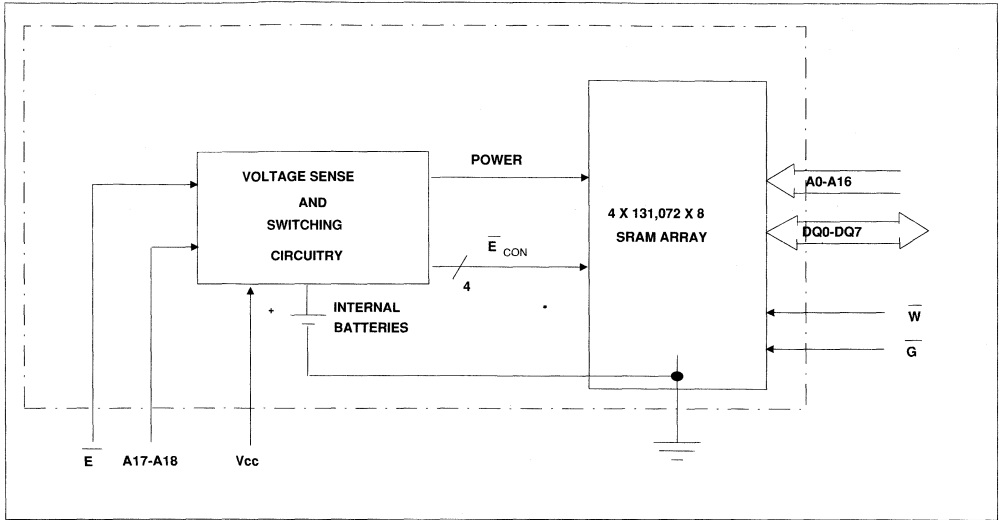 POWER
VOLTAGE SENSE
AND
SWITCHING
CIRCUITRY
A0-A16
4 X 131,072 X 8
SRAM ARRAY
DQ0-DQ7
E̅ CON
4
+
INTERNAL
BATTERIES
W̅
G̅
E̅ A17-A18 Vcc